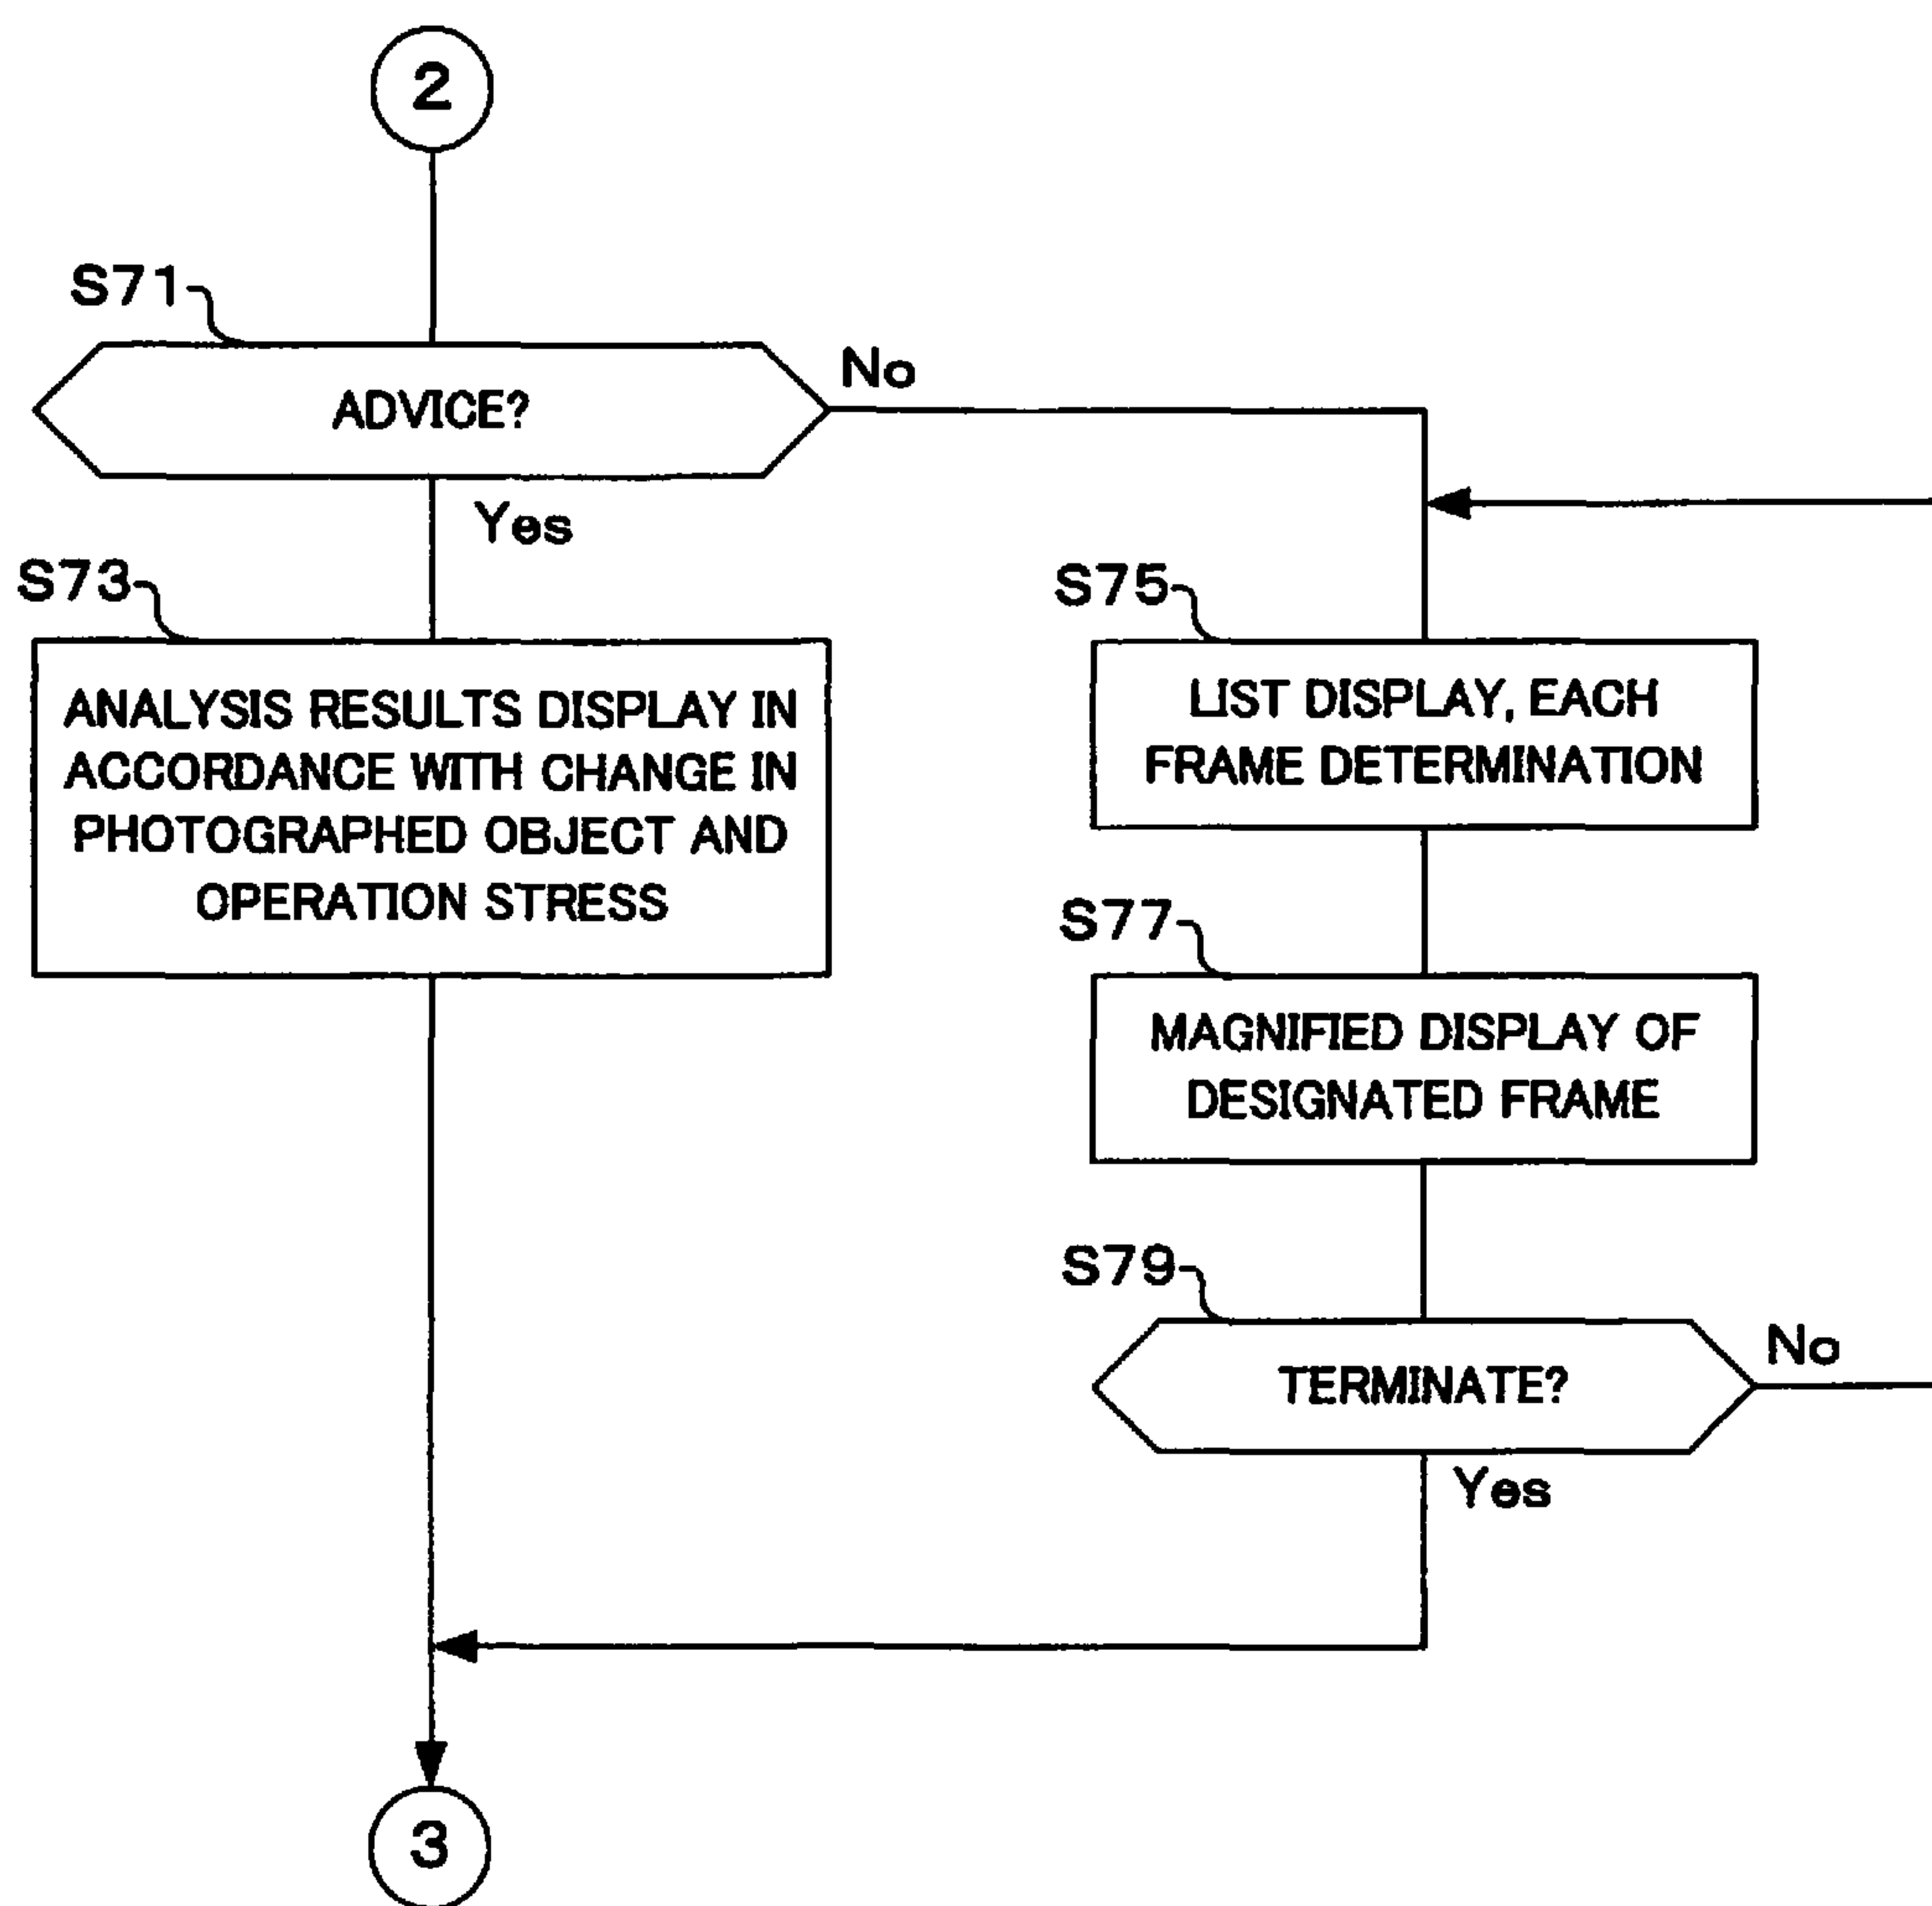 2
S71
ADVICE?
No
Yes
S73
ANALYSIS RESULTS DISPLAY IN
ACCORDANCE WITH CHANGE IN
PHOTOGRAPHED OBJECT AND
OPERATION STRESS
S75
LIST DISPLAY, EACH
FRAME DETERMINATION
S77
MAGNIFIED DISPLAY OF
DESIGNATED FRAME
S79
TERMINATE?
No
Yes
3